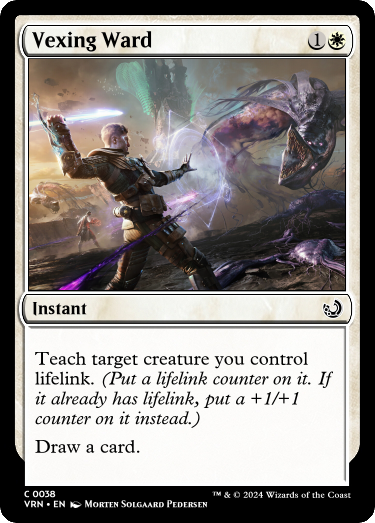 Vexing Ward 1
Instant
Teach target creature you control
lifelink. (Put a lifelink counter on it. If
it already has lifelink, put a +1/+1
counter on it instead.)
Draw a card.
C 0038
VRN • EN Morten Solgaard Pedersen
™ & © 2024 Wizards of the Coast